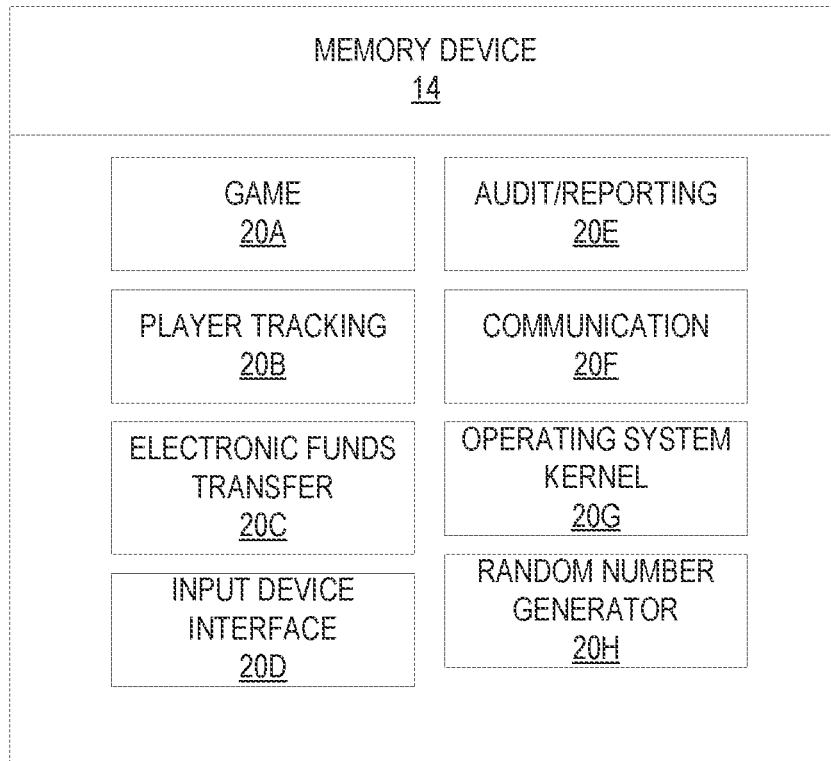 MEMORY DEVICE
14
GAME
20A
PLAYER TRACKING
20B
ELECTRONIC FUNDS
TRANSFER
20C
INPUT DEVICE
INTERFACE
20D
AUDIT/REPORTING
20E
COMMUNICATION
20F
OPERATING SYSTEM
KERNEL
20G
RANDOM NUMBER
GENERATOR
20H